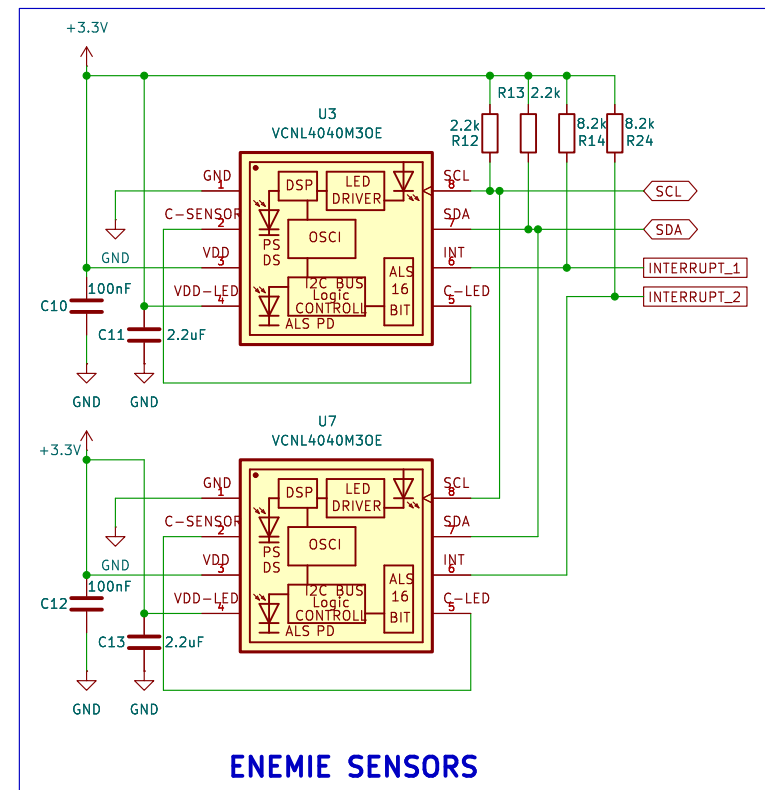 +3.3V
R13 2.2k
U3
VCNL4040M3OE
2.2k
R12
8.2k
R14
8.2k
R24
GND
1
C-SENSOR
2
VDD
3
VDD-LED
4
DSP
LED
DRIVER
OSCI
PS
DS
I2C BUS
Logic
CONTROLL
ALS PD
ALS
16
BIT
SCL
8
SDA
7
INT
6
C-LED
5
SCL
SDA
INTERRUPT_1
INTERRUPT_2
GND
100nF
C10
C11
2.2uF
GND
GND
U7
VCNL4040M3OE
+3.3V
GND
1
C-SENSOR
2
VDD
3
VDD-LED
4
DSP
LED
DRIVER
OSCI
PS
DS
I2C BUS
Logic
CONTROLL
ALS PD
ALS
16
BIT
SCL
8
SDA
7
INT
6
C-LED
5
GND
100nF
C12
C13
2.2uF
GND
GND
ENEMIE SENSORS